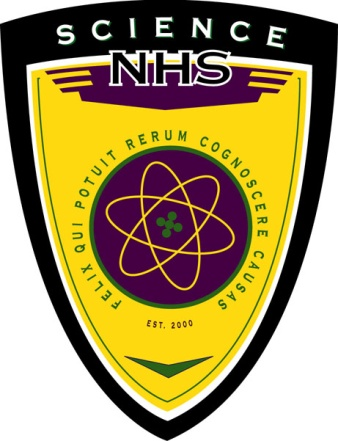 SCIENCE
NHS
FELIX QUI POTUIT RERUM COGNOSCERE CAUSAS
EST. 2000